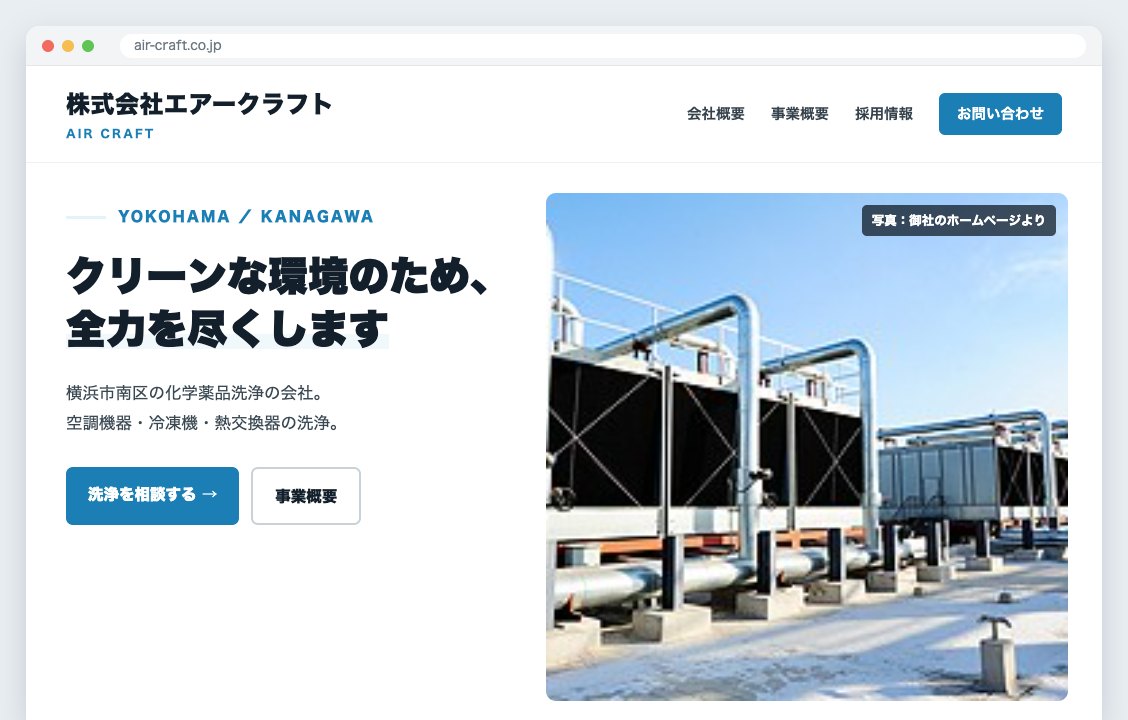 air-craft.co.jp
株式会社エアークラフト
AIR CRAFT
会社概要
事業概要
採用情報
お問い合わせ
YOKOHAMA ／ KANAGAWA
クリーンな環境のため、
全力を尽くします
横浜市南区の化学薬品洗浄の会社。
空調機器・冷凍機・熱交換器の洗浄。
洗浄を相談する →
事業概要
写真：御社のホームページより